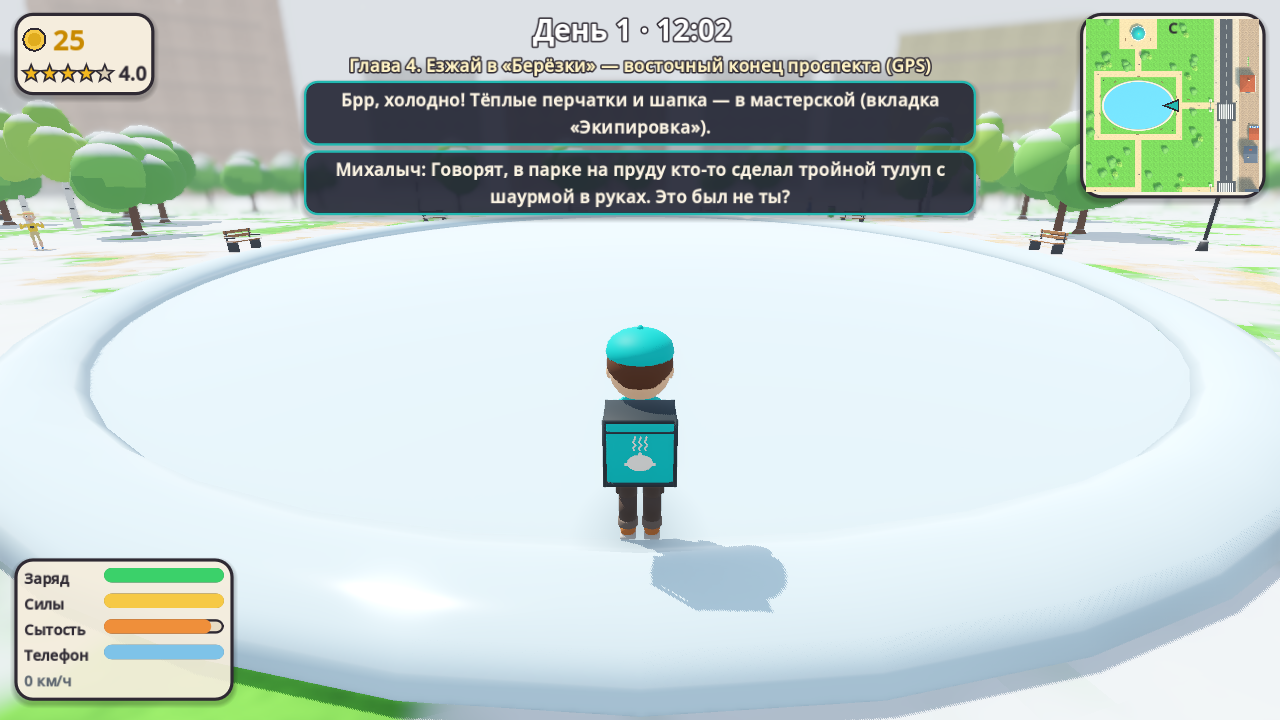 25
4.0
День 1 · 12:02
Глава 4. Езжай в «Берёзки» — восточный конец проспекта (GPS)
Брр, холодно! Тёплые перчатки и шапка — в мастерской (вкладка
«Экипировка»).
Михалыч: Говорят, в парке на пруду кто-то сделал тройной тулуп с
шаурмой в руках. Это был не ты?
С
Заряд
Силы
Сытость
Телефон
0 км/ч